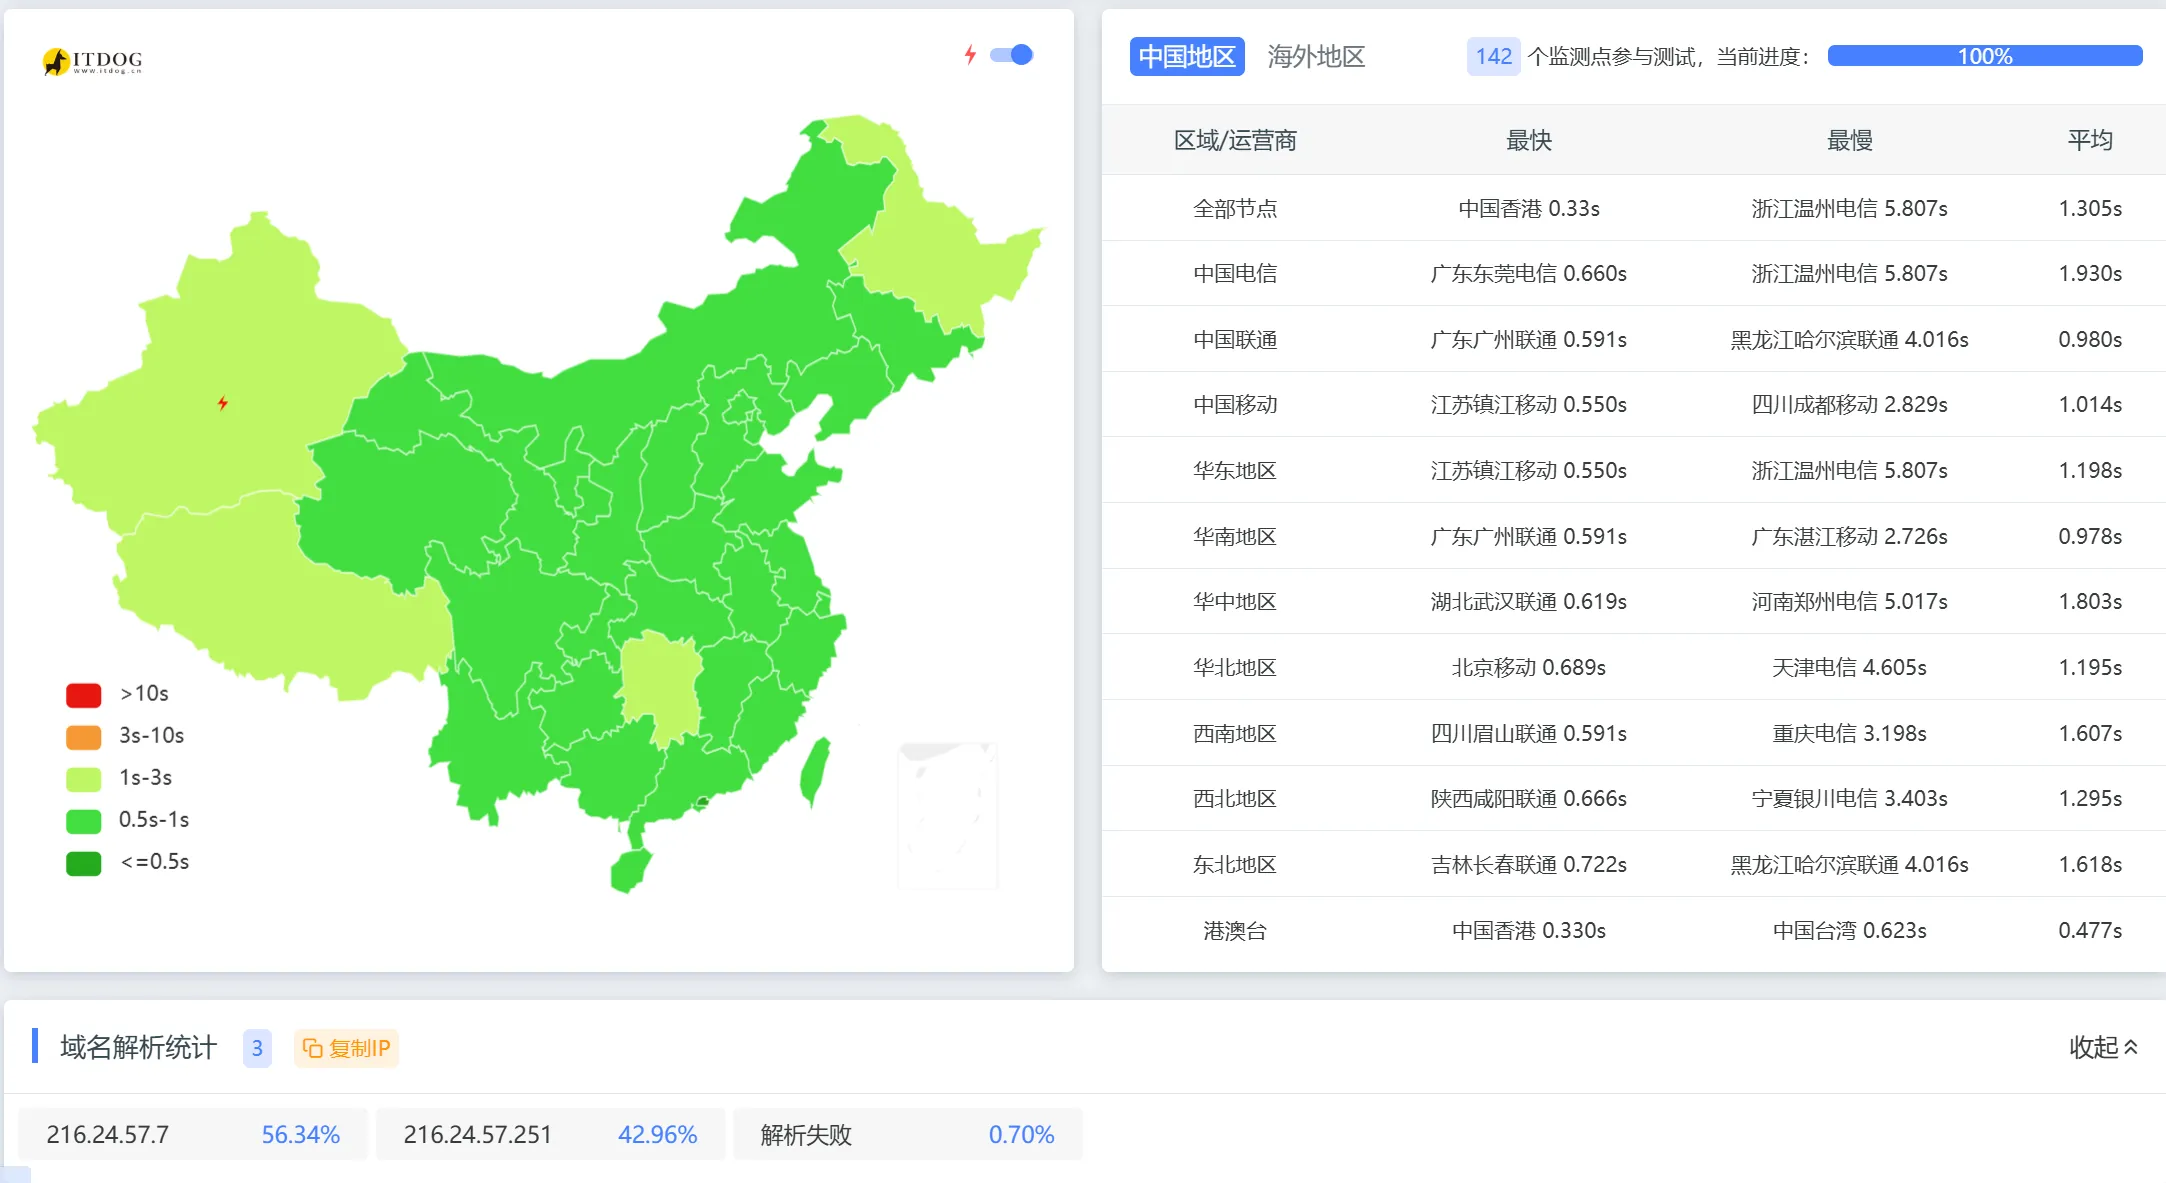 ITDOG
www.itdog.cn
>10s
3s-10s
1s-3s
0.5s-1s
<=0.5s
中国地区 海外地区 142 个监测点参与测试，当前进度： 100%
区域/运营商 最快 最慢 平均
全部节点 中国香港 0.33s 浙江温州电信 5.807s 1.305s
中国电信 广东东莞电信 0.660s 浙江温州电信 5.807s 1.930s
中国联通 广东广州联通 0.591s 黑龙江哈尔滨联通 4.016s 0.980s
中国移动 江苏镇江移动 0.550s 四川成都移动 2.829s 1.014s
华东地区 江苏镇江移动 0.550s 浙江温州电信 5.807s 1.198s
华南地区 广东广州联通 0.591s 广东湛江移动 2.726s 0.978s
华中地区 湖北武汉联通 0.619s 河南郑州电信 5.017s 1.803s
华北地区 北京移动 0.689s 天津电信 4.605s 1.195s
西南地区 四川眉山联通 0.591s 重庆电信 3.198s 1.607s
西北地区 陕西咸阳联通 0.666s 宁夏银川电信 3.403s 1.295s
东北地区 吉林长春联通 0.722s 黑龙江哈尔滨联通 4.016s 1.618s
港澳台 中国香港 0.330s 中国台湾 0.623s 0.477s
域名解析统计 3 复制IP 收起
216.24.57.7 56.34% 216.24.57.251 42.96% 解析失败 0.70%